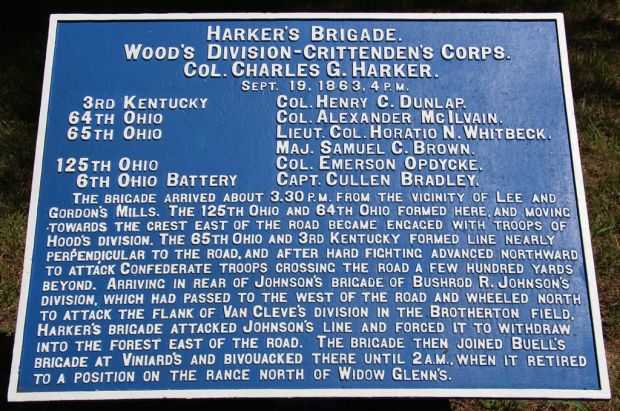 HARKER'S BRIGADE.
WOOD'S DIVISION-CRITTENDEN'S CORPS.
COL. CHARLES G. HARKER.
SEPT. 19, 1863, 4 P.M.
3RD KENTUCKY COL. HENRY C. DUNLAP.
64TH OHIO COL. ALEXANDER MCILVAIN.
65TH OHIO LIEUT. COL. HORATIO N. WHITBECK.
MAJ. SAMUEL C. BROWN.
125TH OHIO COL. EMERSON OPDYCKE.
6TH OHIO BATTERY CAPT. CULLEN BRADLEY.
THE BRIGADE ARRIVED ABOUT 3.30 P.M. FROM THE VICINITY OF LEE AND
GORDON'S MILLS. THE 125TH OHIO AND 64TH OHIO FORMED HERE, AND MOVING
TOWARDS THE CREST EAST OF THE ROAD BECAME ENGAGED WITH TROOPS OF
HOOD'S DIVISION. THE 65TH OHIO AND 3RD KENTUCKY FORMED LINE NEARLY
PERPENDICULAR TO THE ROAD, AND AFTER HARD FIGHTING ADVANCED NORTHWARD
TO ATTACK CONFEDERATE TROOPS CROSSING THE ROAD A FEW HUNDRED YARDS
BEYOND. ARRIVING IN REAR OF JOHNSON'S BRIGADE OF BUSHROD R. JOHNSON'S
DIVISION, WHICH HAD PASSED TO THE WEST OF THE ROAD AND WHEELED NORTH
TO ATTACK THE FLANK OF VAN CLEVE'S DIVISION IN THE BROTHERTON FIELD,
HARKER'S BRIGADE ATTACKED JOHNSON'S LINE AND FORCED IT TO WITHDRAW
INTO THE FOREST EAST OF THE ROAD. THE BRIGADE THEN JOINED BUELL'S
BRIGADE AT VINIARD'S AND BIVOUACKED THERE UNTIL 2 A.M., WHEN IT RETIRED
TO A POSITION ON THE RANGE NORTH OF WIDOW GLENN'S.